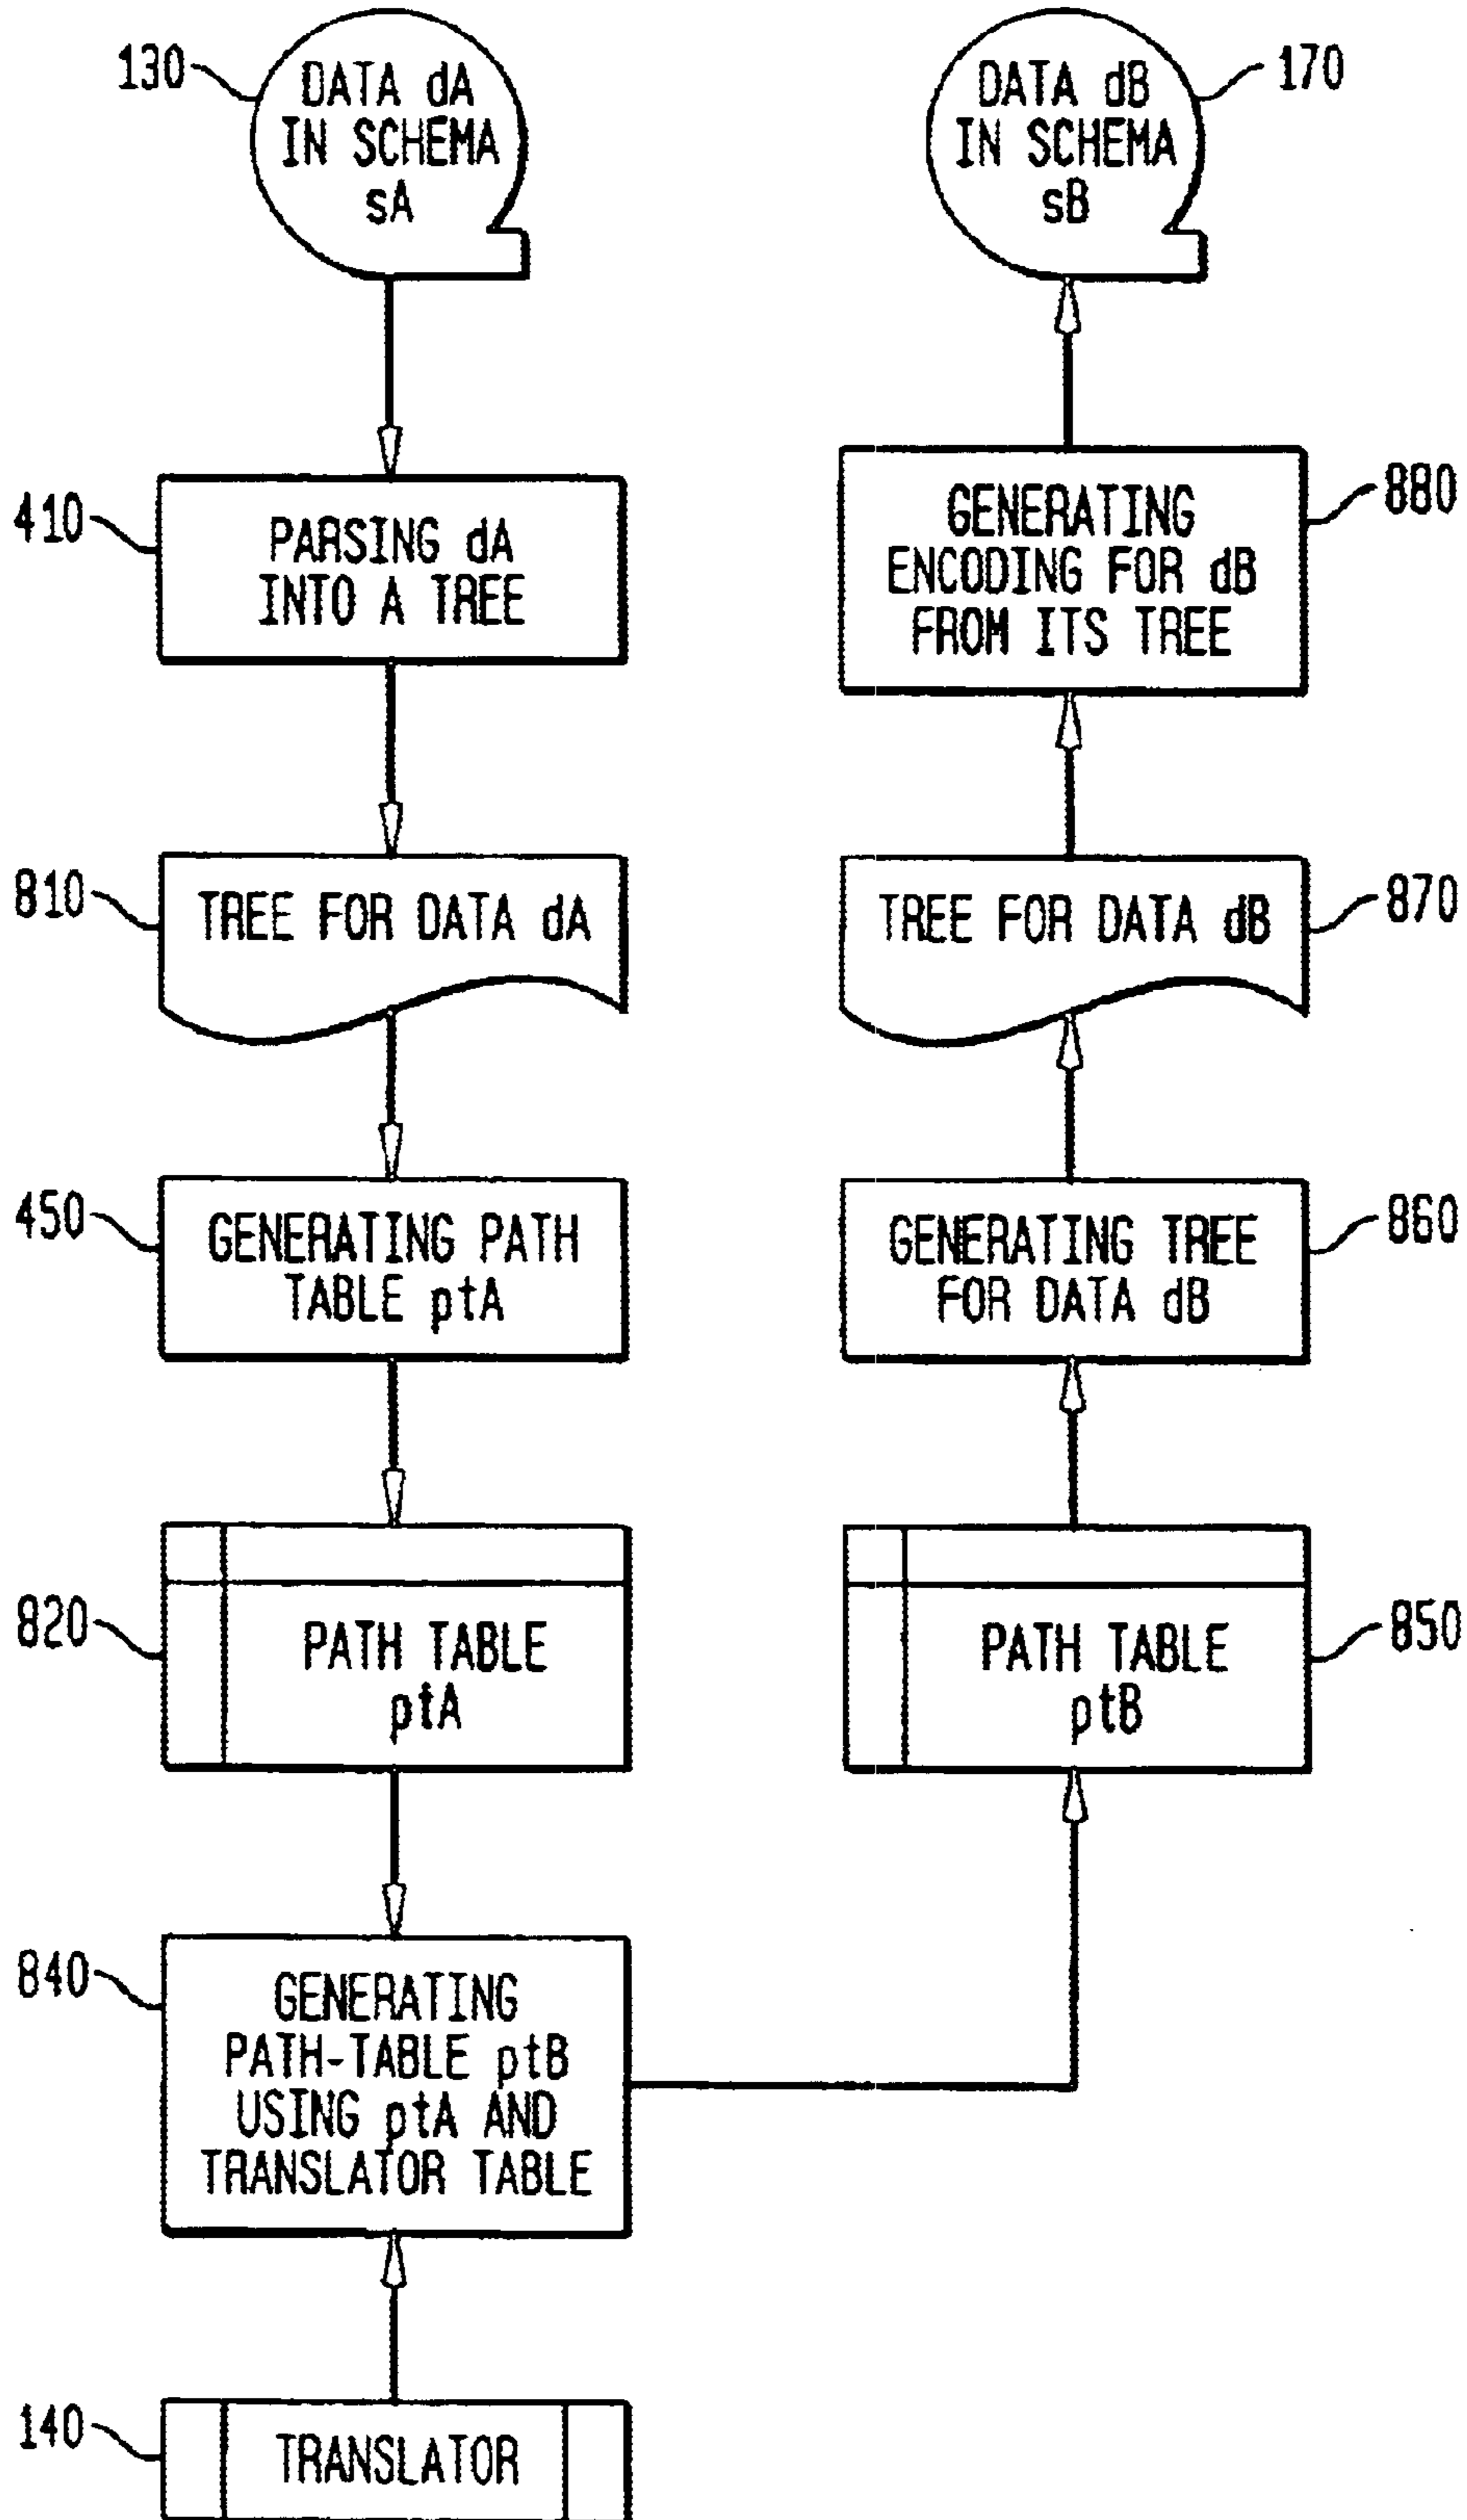 130
DATA dA
IN SCHEMA
sA
410
PARSING dA
INTO A TREE
810
TREE FOR DATA dA
450
GENERATING PATH
TABLE ptA
820
PATH TABLE
ptA
840
GENERATING
PATH-TABLE ptB
USING ptA AND
TRANSLATOR TABLE
140
TRANSLATOR
170
DATA dB
IN SCHEMA
sB
880
GENERATING
ENCODING FOR dB
FROM ITS TREE
870
TREE FOR DATA dB
860
GENERATING TREE
FOR DATA dB
850
PATH TABLE
ptB